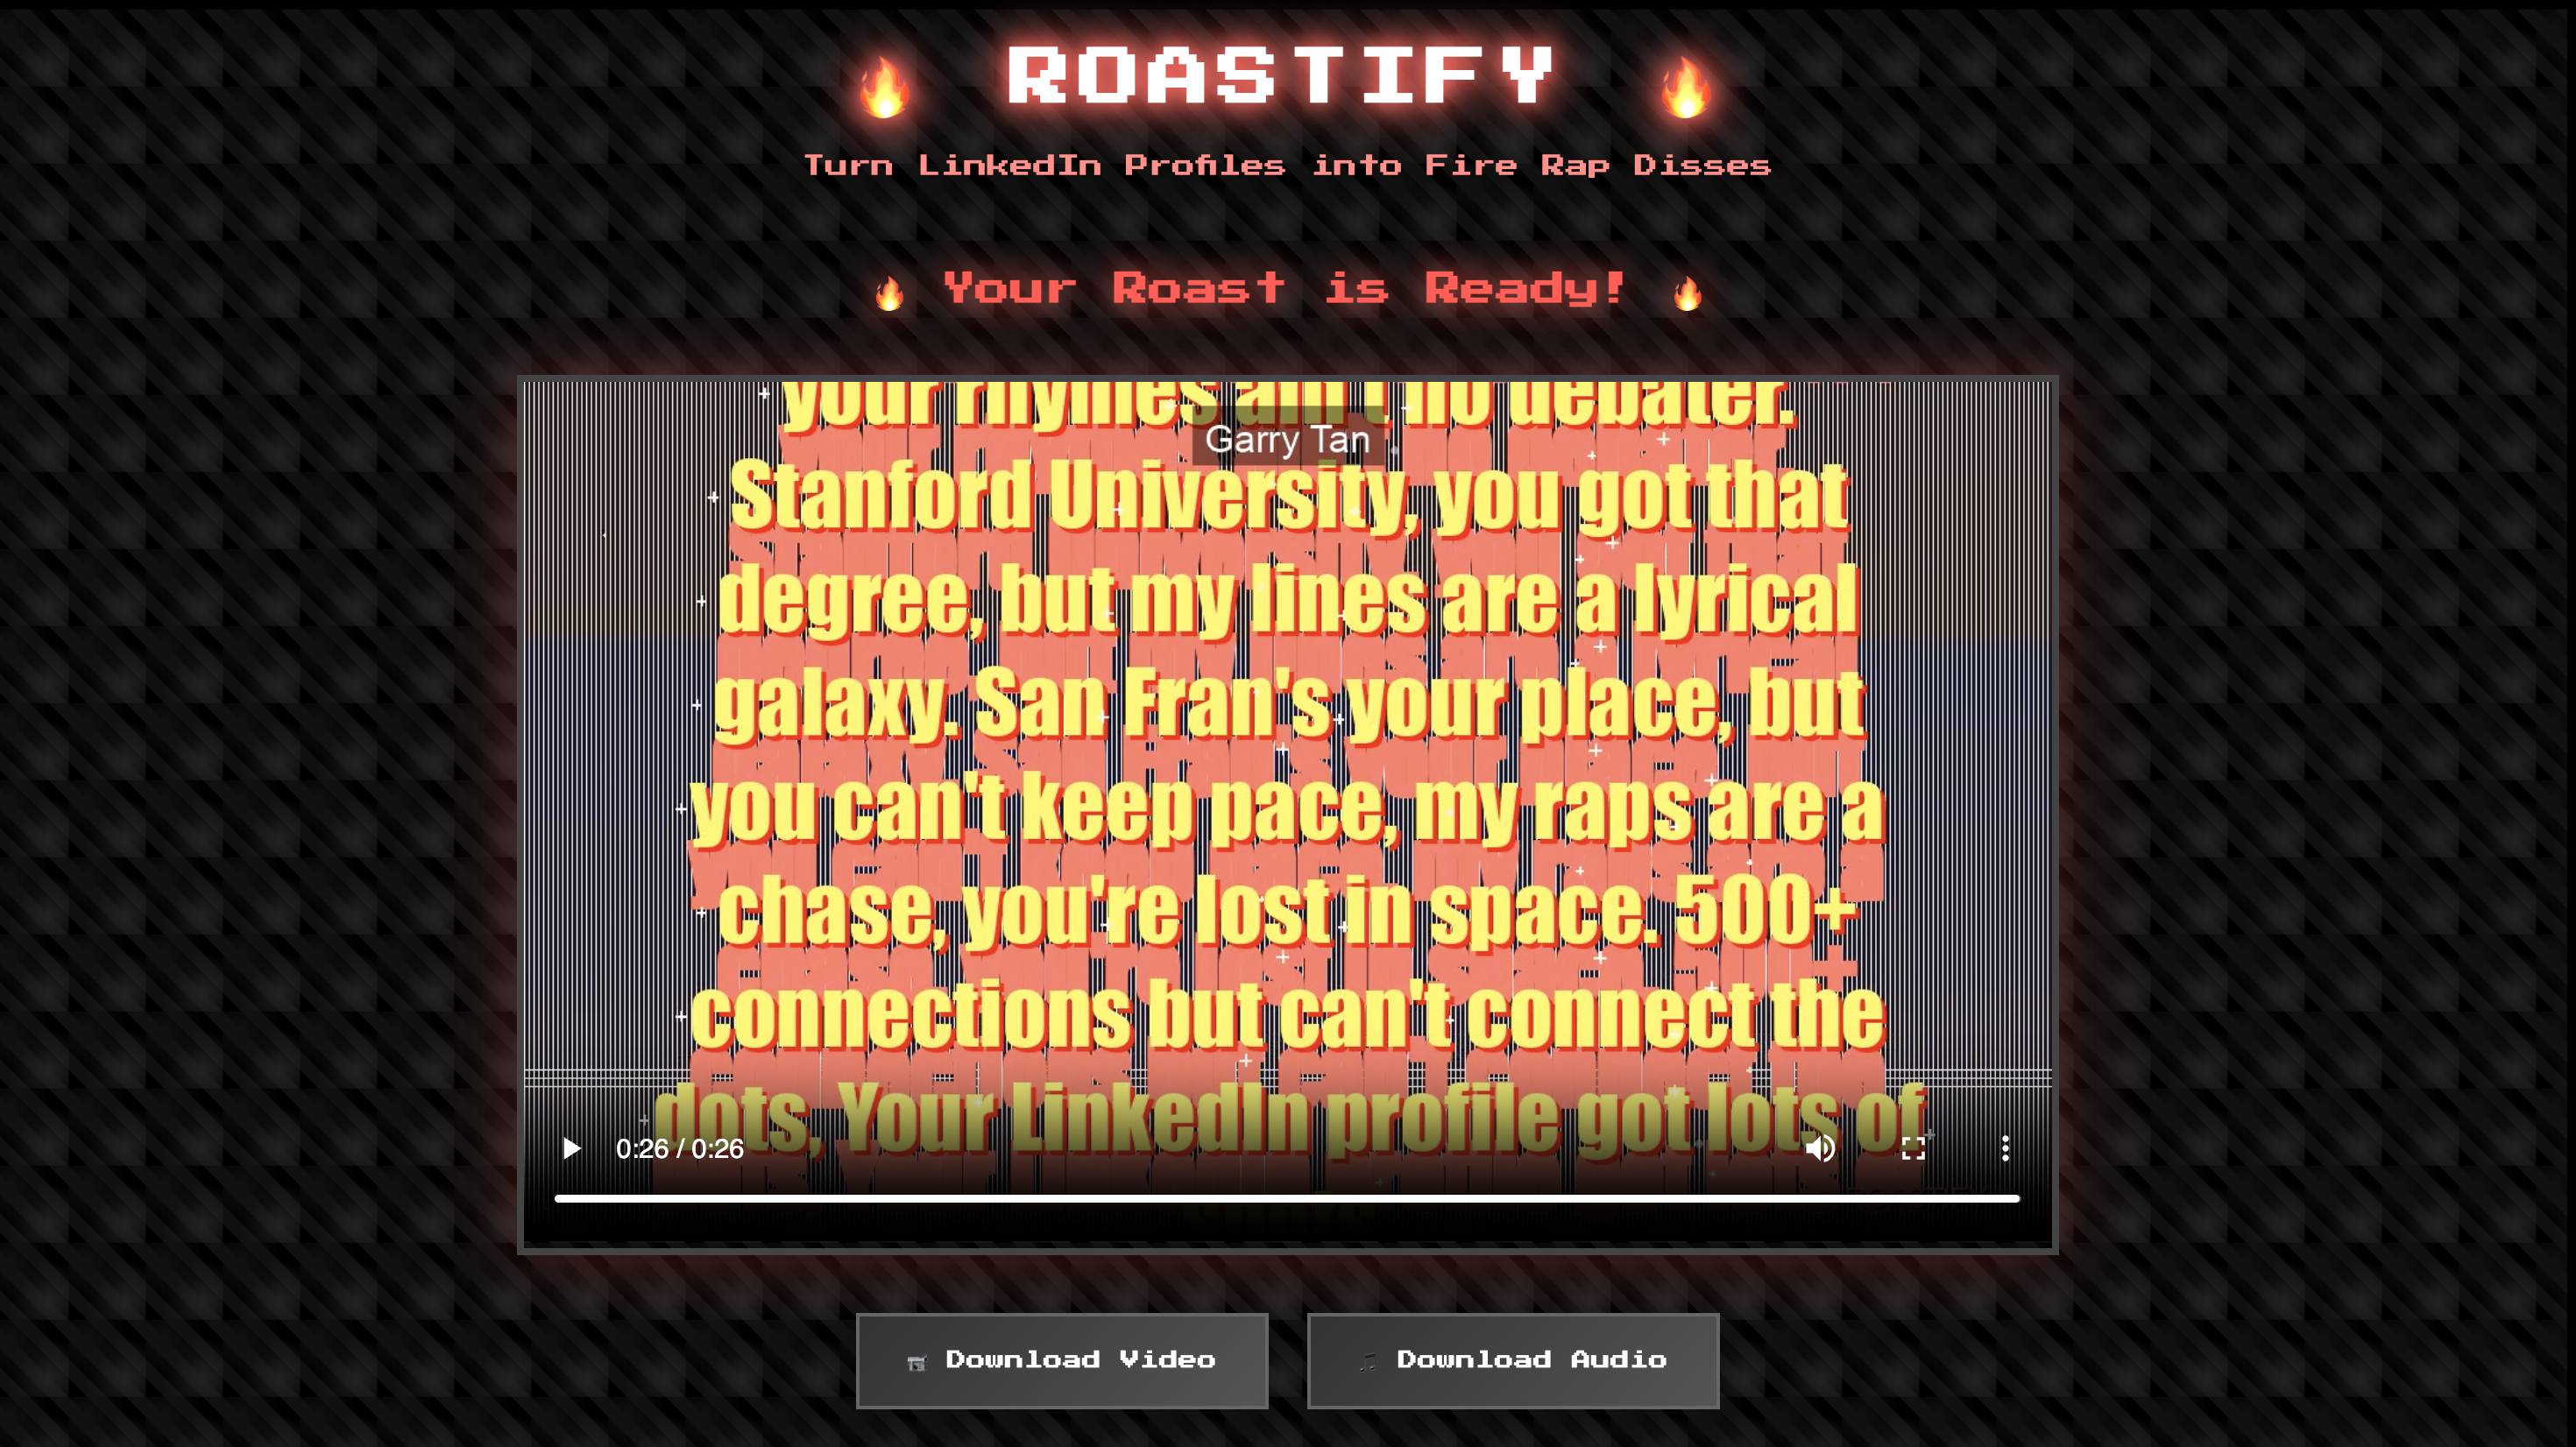 🔥 ROASTIFY 🔥
Turn LinkedIn Profiles into Fire Rap Disses
🔥 Your Roast is Ready! 🔥
your rhymes ain't no debater.
Garry Tan
Stanford University, you got that
degree, but my lines are a lyrical
galaxy. San Fran's your place, but
you can't keep pace, my raps are a
chase, you're lost in space. 500+
connections but can't connect the
dots, Your LinkedIn profile got lots of
0:26 / 0:26
Download Video
Download Audio